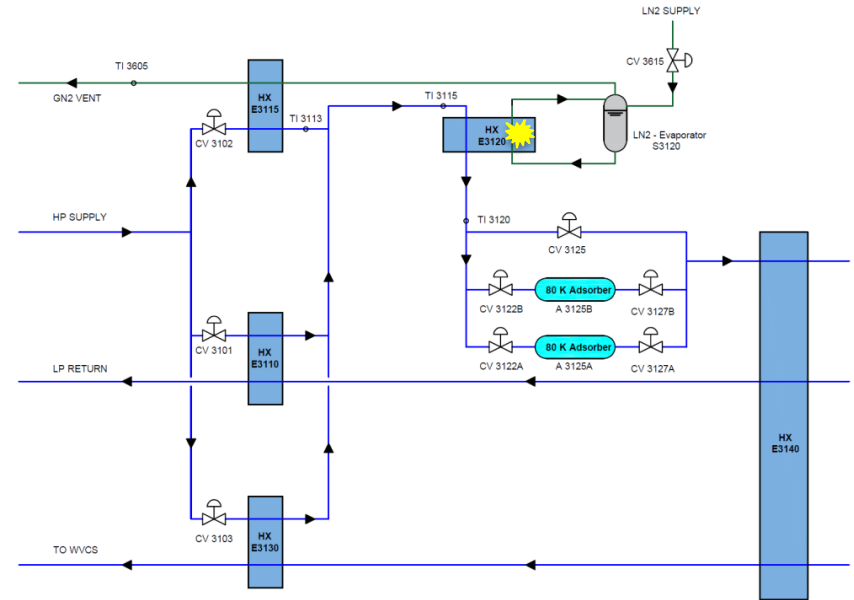 LN2 SUPPLY
CV 3615
TI 3605
GN2 VENT
HX
E3115
TI 3113
CV 3102
TI 3115
HX
E3120
LN2 - Evaporator
S3120
HP SUPPLY
TI 3120
CV 3125
80 K Adsorber
CV 3122B
A 3125B
CV 3127B
CV 3101
HX
E3110
80 K Adsorber
CV 3122A
A 3125A
CV 3127A
LP RETURN
HX
E3140
CV 3103
HX
E3130
TO WVCS